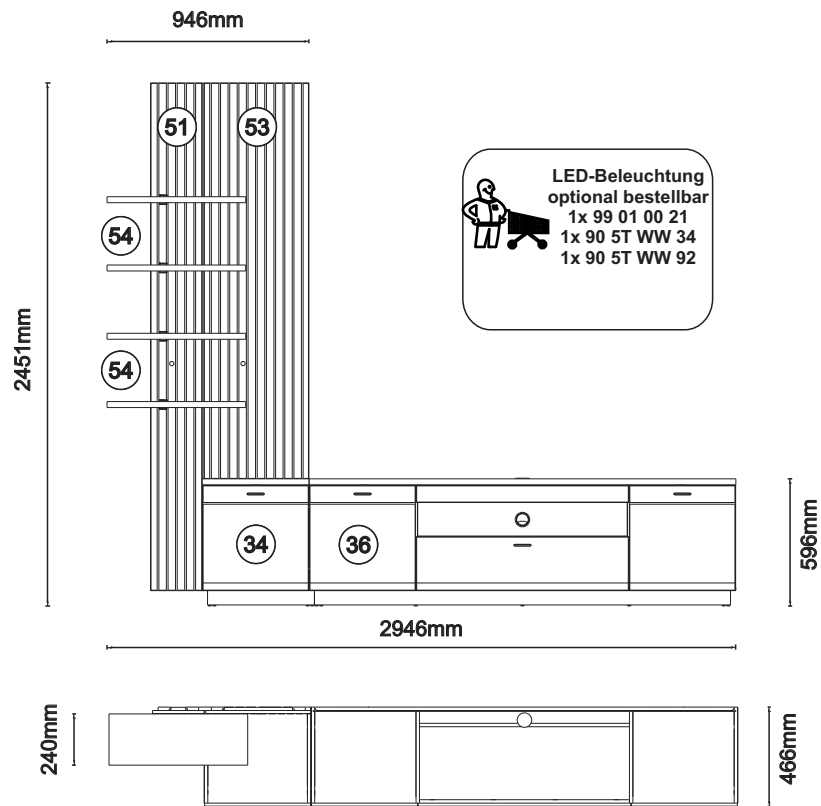 946mm
51
53
LED-Beleuchtung
optional bestellbar
1x 99 01 00 21
1x 90 5T WW 34
1x 90 5T WW 92
54
2451mm
54
34
36
596mm
2946mm
240mm
466mm